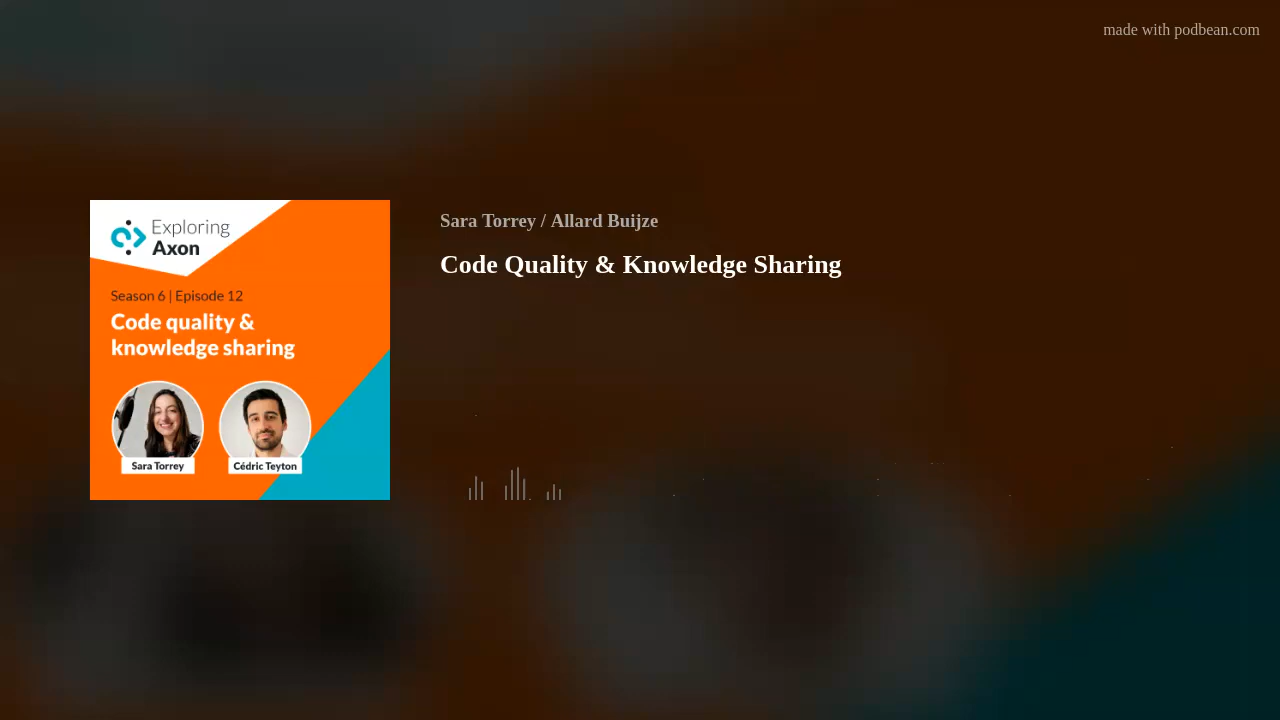 made with podbean.com
Exploring
Axon
Season 6 | Episode 12
Code quality &
knowledge sharing
Sara Torrey
Cédric Teyton
Sara Torrey / Allard Buijze
Code Quality & Knowledge Sharing